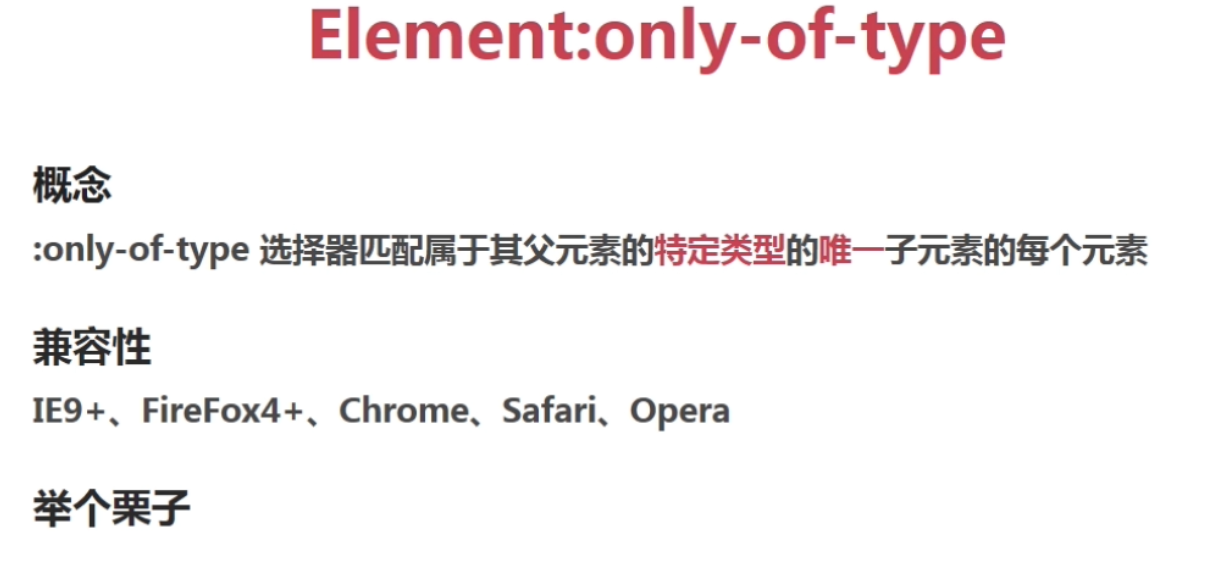 Element:only-of-type
概念
:only-of-type 选择器匹配属于其父元素的特定类型的唯一子元素的每个元素
兼容性
IE9+、FireFox4+、Chrome、Safari、Opera
举个栗子